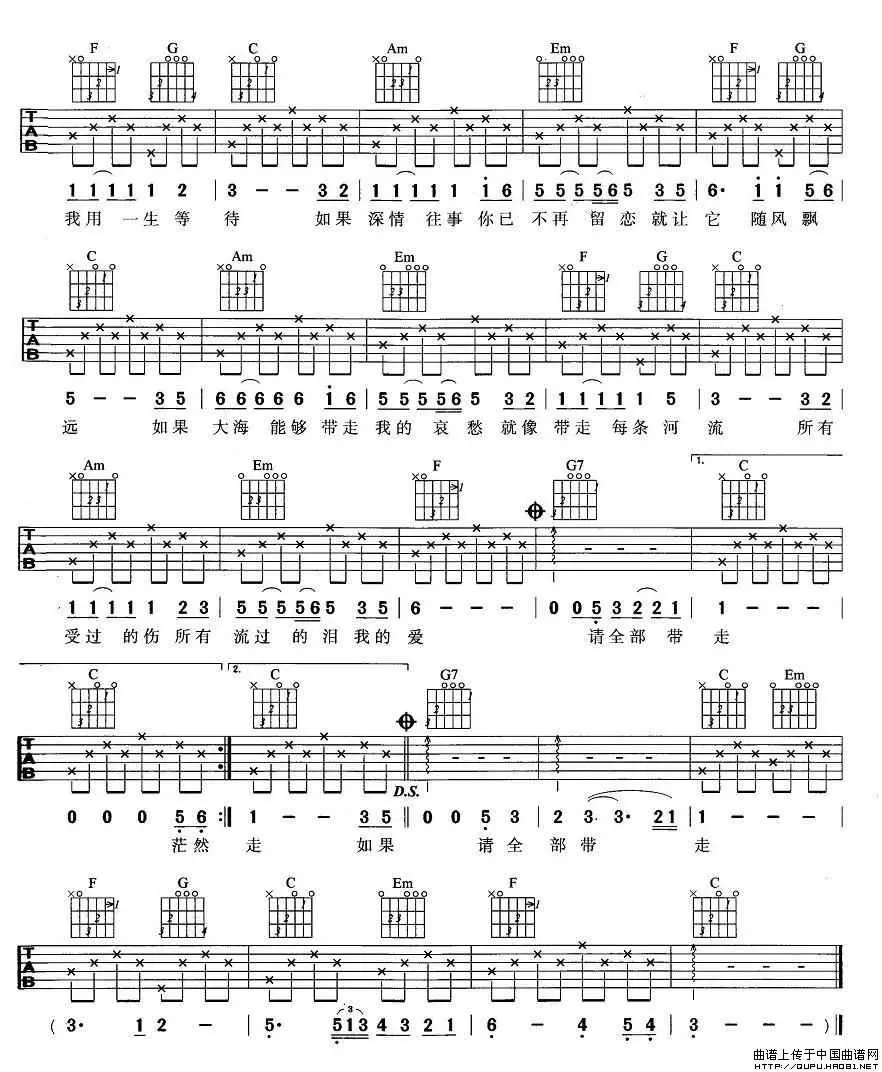 F G C Am Em F G
T A B
1 1 1 1 1 2 | 3 - - 3 2 | 1 1 1 1 1 i 6 | 5 5 5 5 6 5 3 5 | 6· i i 5 6
我用 一生等 待 如果 深情 往事你已 不再 留恋就让它 随风飘
C Am Em F G C
T A B
5 - - 3 5 | 6 6 6 6 6 i 6 | 5 5 5 5 6 5 3 2 | 1 1 1 1 1 5 | 3 - - 3 2
远 如果 大海 能够 带走我的 哀愁就像 带走 每条河 流 所有
Am Em F G7 1. C
T A B
1 1 1 1 1 2 3 | 5 5 5 5 6 5 3 5 | 6 - - - | 0 0 5 3 2 2 1 | 1 - - -
受过 的伤所有 流过 的泪我的 爱 请全部 带 走
C 2. C G7 C Em
T A B
D.S.
0 0 0 5 6 :| 1 - - 3 5 | 0 0 5 3 | 2 3 3· 2 1 | 1 - - -
茫然 走 如果 请全 部带 走
F G C Em F C
T A B
3
( 3· 1 2 - | 5· 5 1 3 4 3 2 1 | 6 - 4 5 4 | 3 - - - )
曲谱上传于中国曲谱网
HTTP://QUPU.HAO81.NET